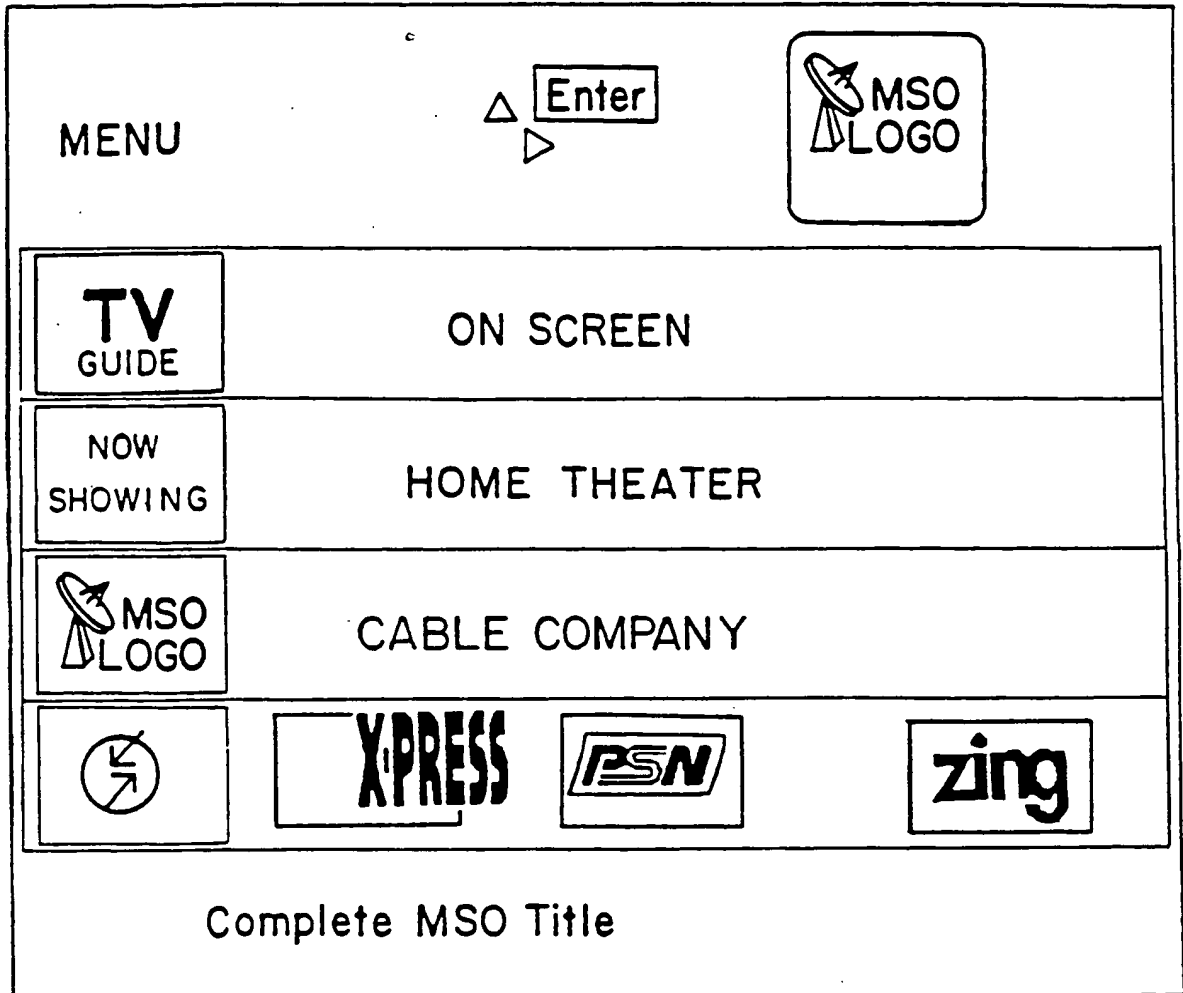 MENU
Enter
MSO
LOGO
TV
GUIDE
ON SCREEN
NOW
SHOWING
HOME THEATER
MSO
LOGO
CABLE COMPANY
X·PRESS
PSN
zing
Complete MSO Title